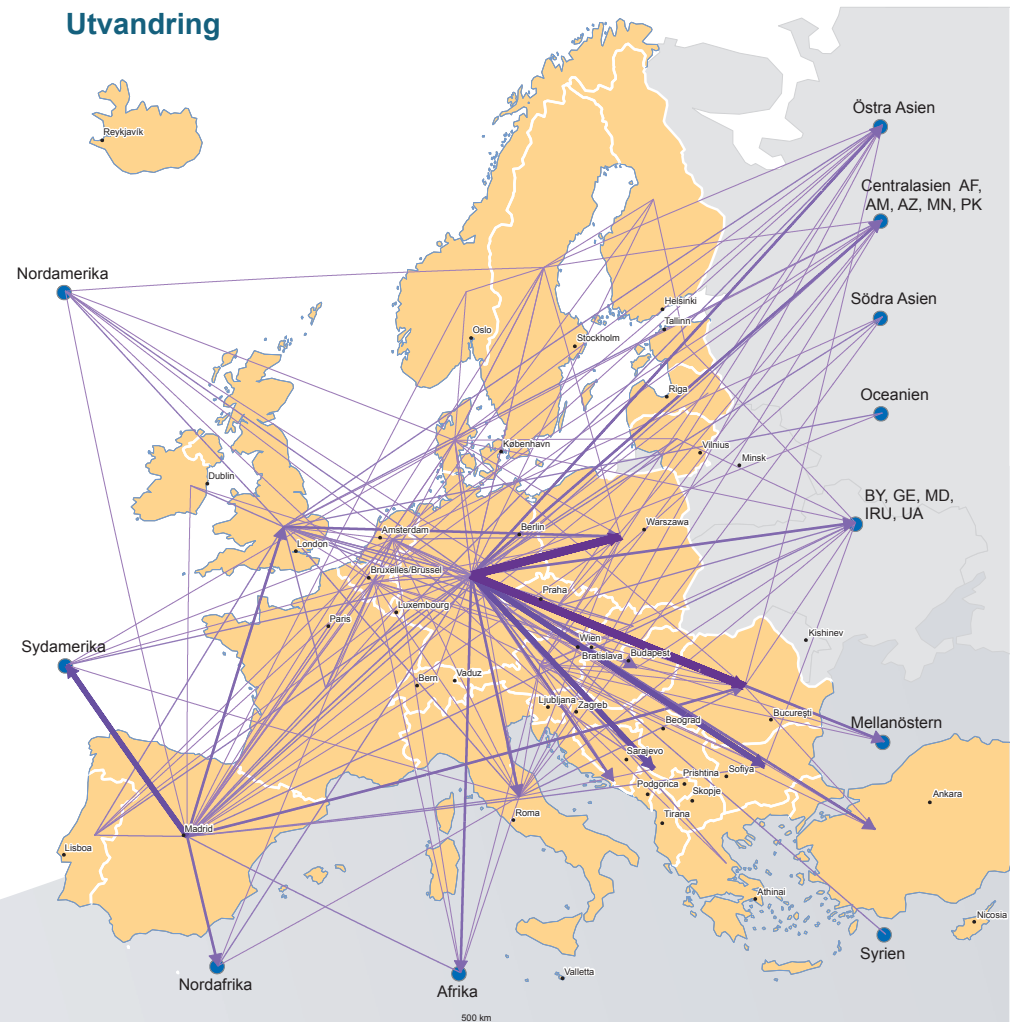 Utvandring
Östra Asien
Reykjavík
Centralasien AF,
AM, AZ, MN, PK
Nordamerika
Södra Asien
Helsinki
Tallinn
Oslo
Stockholm
Riga
Oceanien
København
Vilnius
Minsk
Dublin
BY, GE, MD,
IRU, UA
Warszawa
Berlin
Amsterdam
London
Bruxelles/Brussel
Praha
Luxembourg
Paris
Kishinev
Wien
Bratislava
Budapest
Sydamerika
Vaduz
Bern
Ljubljana
Zagreb
Bucureşti
Beograd
Mellanöstern
Sarajevo
Prishtina
Sofiya
Podgorica
Skopje
Ankara
Roma
Tirana
Madrid
Lisboa
Athinai
Nicosia
Syrien
Valletta
Nordafrika
Afrika
500 km